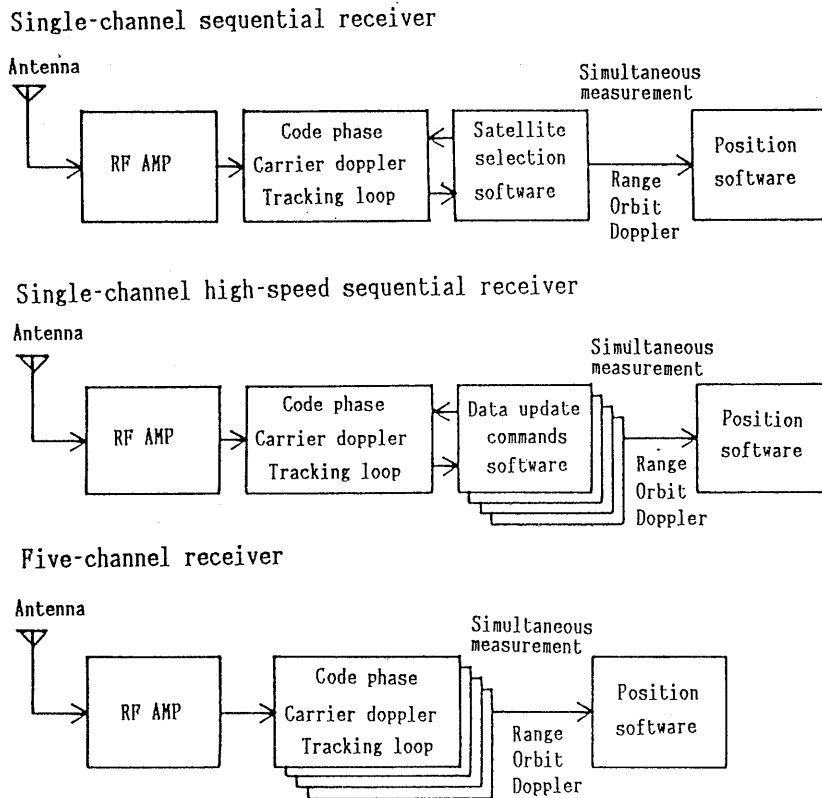 Single-channel sequential receiver
Antenna
RF AMP
Code phase
Carrier doppler
Tracking loop
Satellite
selection
software
Simultaneous
measurement
Range
Orbit
Doppler
Position
software
Single-channel high-speed sequential receiver
Antenna
RF AMP
Code phase
Carrier doppler
Tracking loop
Data update
commands
software
Simultaneous
measurement
Range
Orbit
Doppler
Position
software
Five-channel receiver
Antenna
RF AMP
Code phase
Carrier doppler
Tracking loop
Simultaneous
measurement
Range
Orbit
Doppler
Position
software